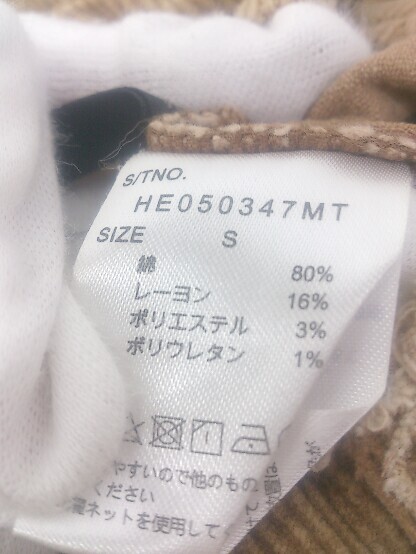 S/TNO.
HE050347MT
SIZE S
綿 80%
レーヨン 16%
ポリエステル 3%
ポリウレタン 1%
やすいので他のもの
ください
ネットを使用して